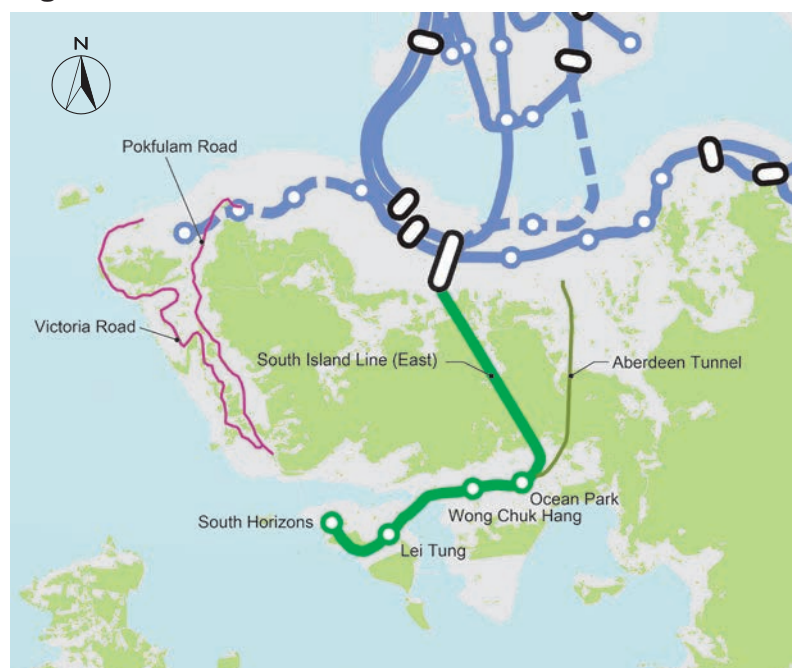 N
Pokfulam Road
Victoria Road
South Island Line (East)
Aberdeen Tunnel
Ocean Park
South Horizons
Wong Chuk Hang
Lei Tung